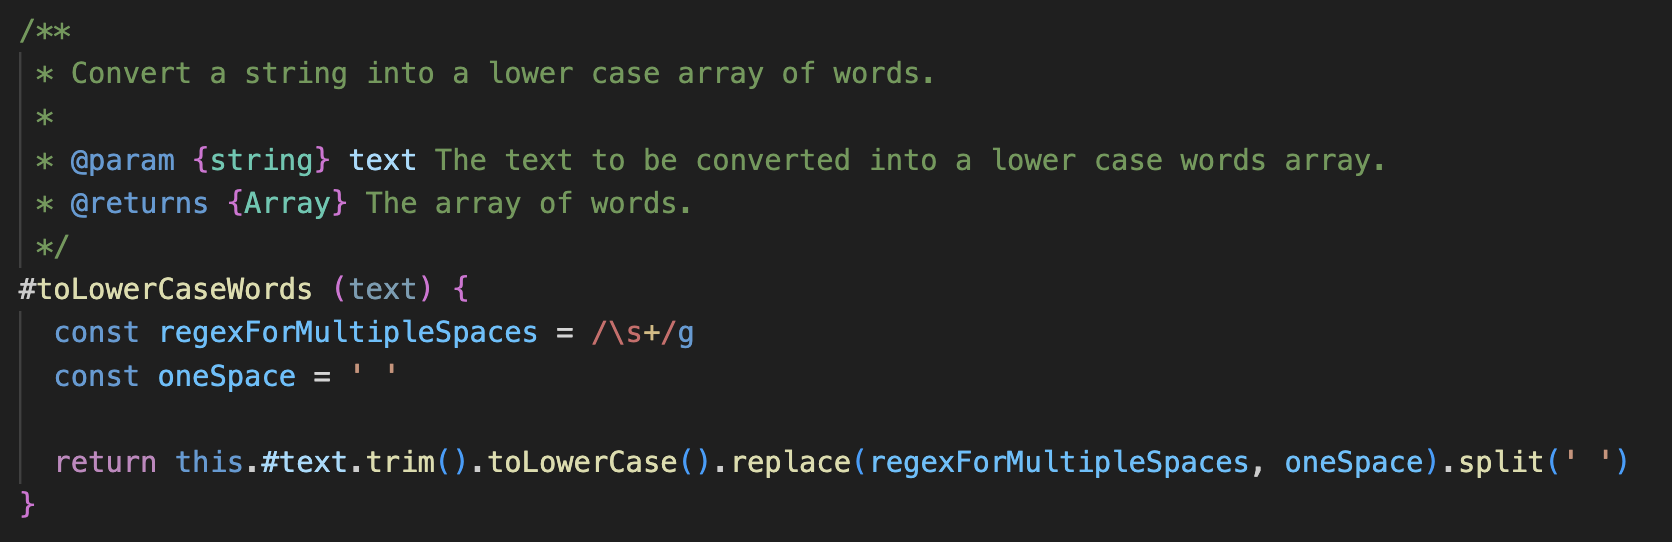 /**
 * Convert a string into a lower case array of words.
 *
 * @param {string} text The text to be converted into a lower case words array.
 * @returns {Array} The array of words.
 */
#toLowerCaseWords (text) {
  const regexForMultipleSpaces = /\s+/g
  const oneSpace = ' '

  return this.#text.trim().toLowerCase().replace(regexForMultipleSpaces, oneSpace).split(' ')
}